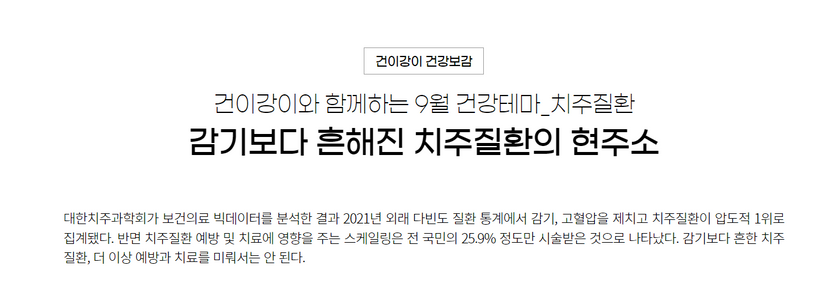 건이강이 건강보감
건이강이와 함께하는 9월 건강테마_치주질환
감기보다 흔해진 치주질환의 현주소
대한치주과학회가 보건의료 빅데이터를 분석한 결과 2021년 외래 다빈도 질환 통계에서 감기, 고혈압을 제치고 치주질환이 압도적 1위로
집계됐다. 반면 치주질환 예방 및 치료에 영향을 주는 스케일링은 전 국민의 25.9% 정도만 시술받은 것으로 나타났다. 감기보다 흔한 치주
질환, 더 이상 예방과 치료를 미뤄서는 안 된다.